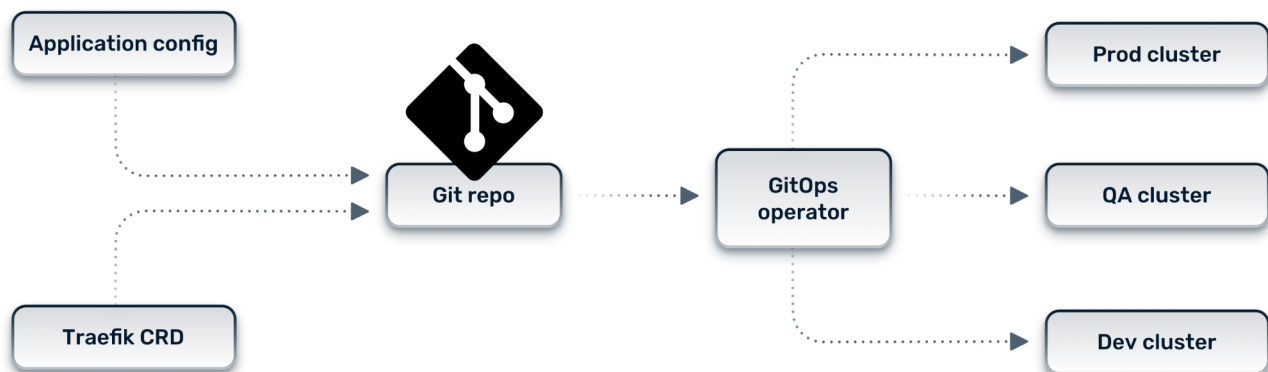 Application config
Traefik CRD
Git repo
GitOps
operator
Prod cluster
QA cluster
Dev cluster